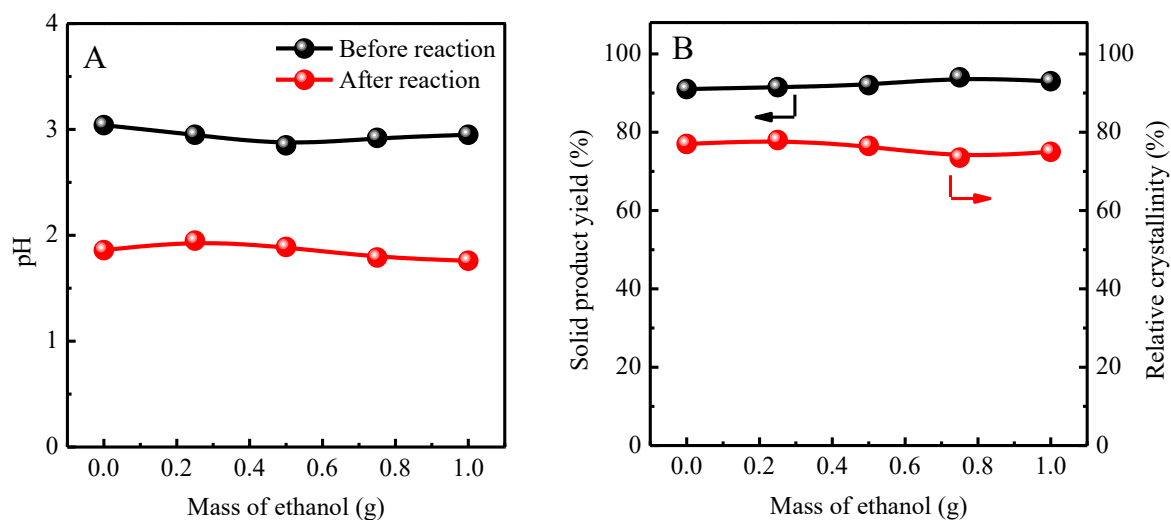 A
Before reaction
After reaction
pH
4
3
2
1
0
0.0 0.2 0.4 0.6 0.8 1.0
Mass of ethanol (g)
B
Solid product yield (%)
100
80
60
40
20
0
0.0 0.2 0.4 0.6 0.8 1.0
Mass of ethanol (g)
100
80
60
40
20
0
Relative crystallinity (%)